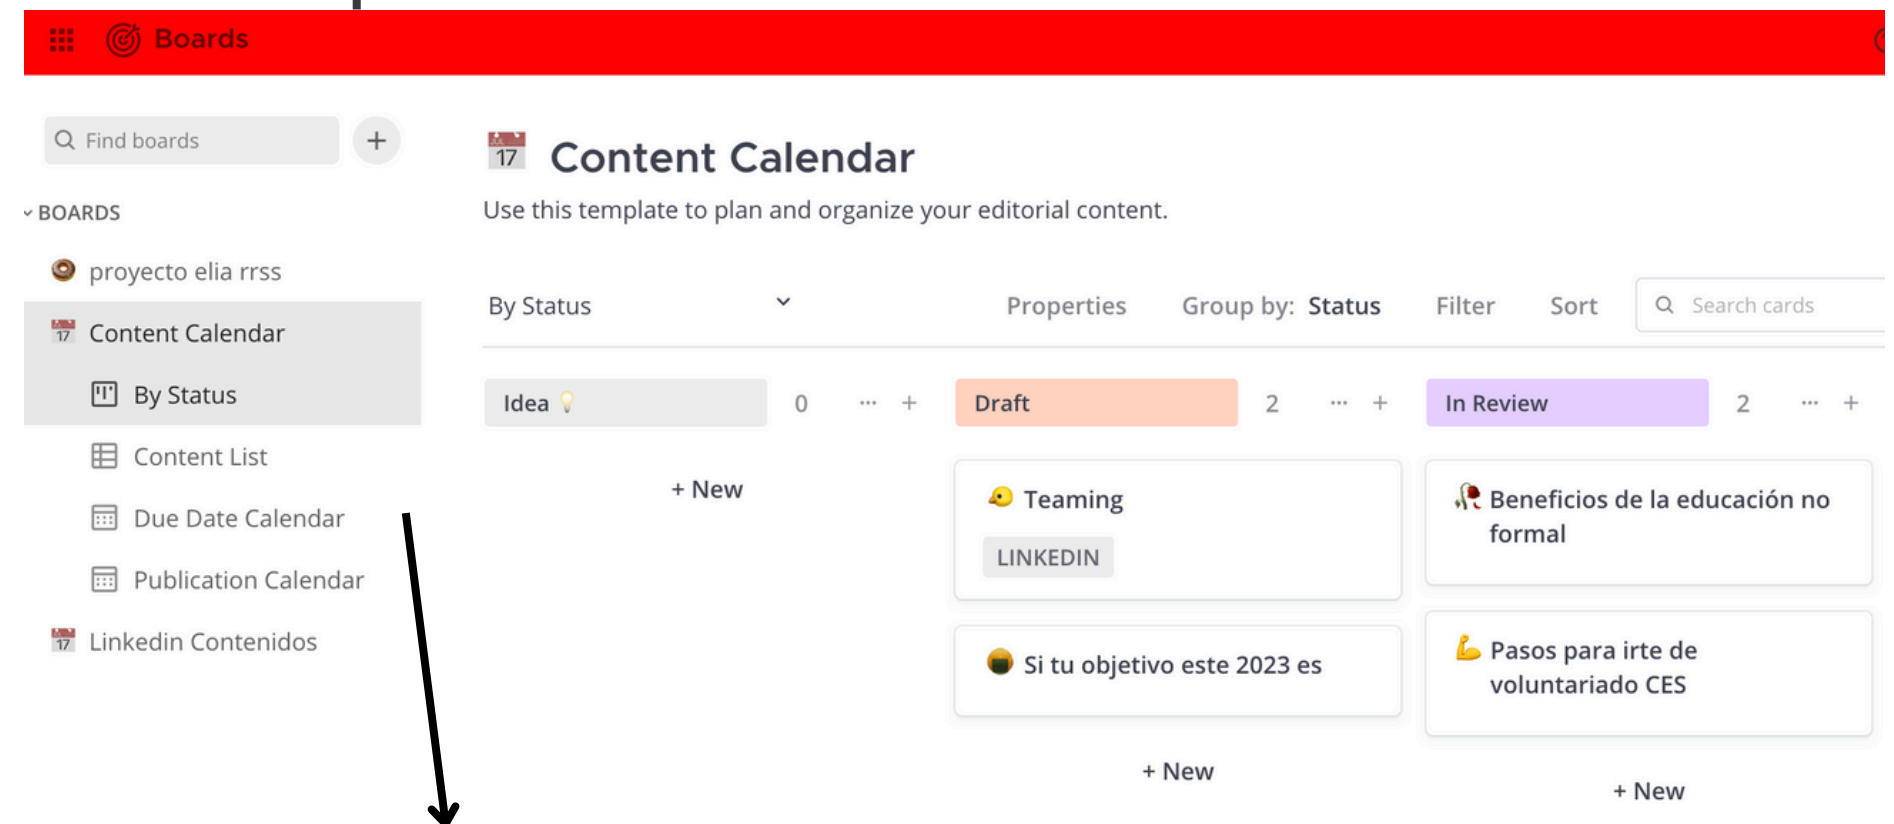 Boards
Find boards
+
BOARDS
proyecto elia rrss
Content Calendar
By Status
Content List
Due Date Calendar
Publication Calendar
Linkedin Contenidos
17 Content Calendar
Use this template to plan and organize your editorial content.
By Status Properties Group by: Status Filter Sort Search cards
Idea 0 ... + Draft 2 ... + In Review 2 ... +
+ New
Teaming
LINKEDIN
Si tu objetivo este 2023 es
+ New
Beneficios de la educación no
formal
Pasos para irte de
voluntariado CES
+ New